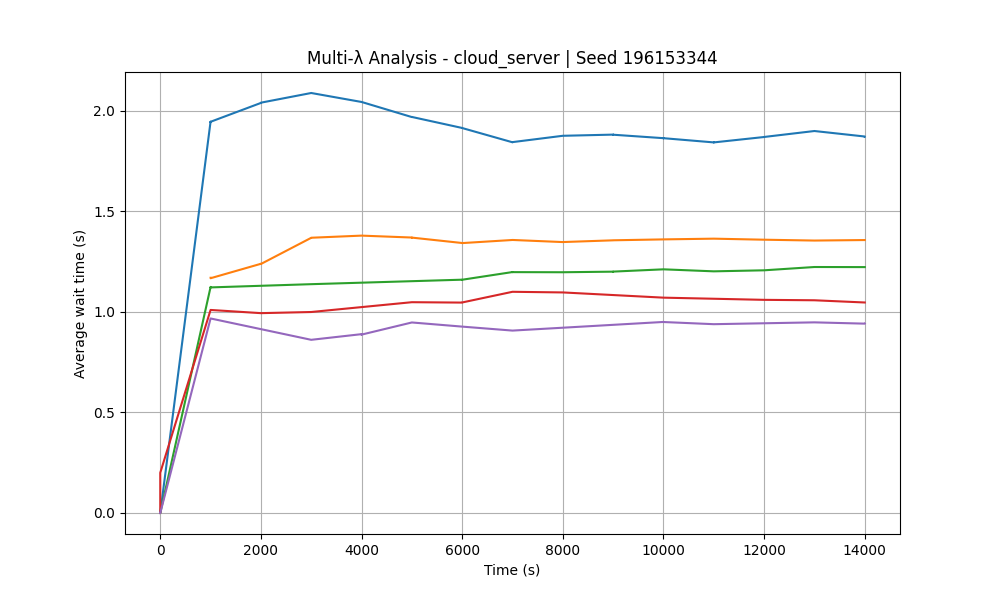 Multi-λ Analysis - cloud_server | Seed 196153344
Average wait time (s)
2.0
1.5
1.0
0.5
0.0
0 2000 4000 6000 8000 10000 12000 14000
Time (s)